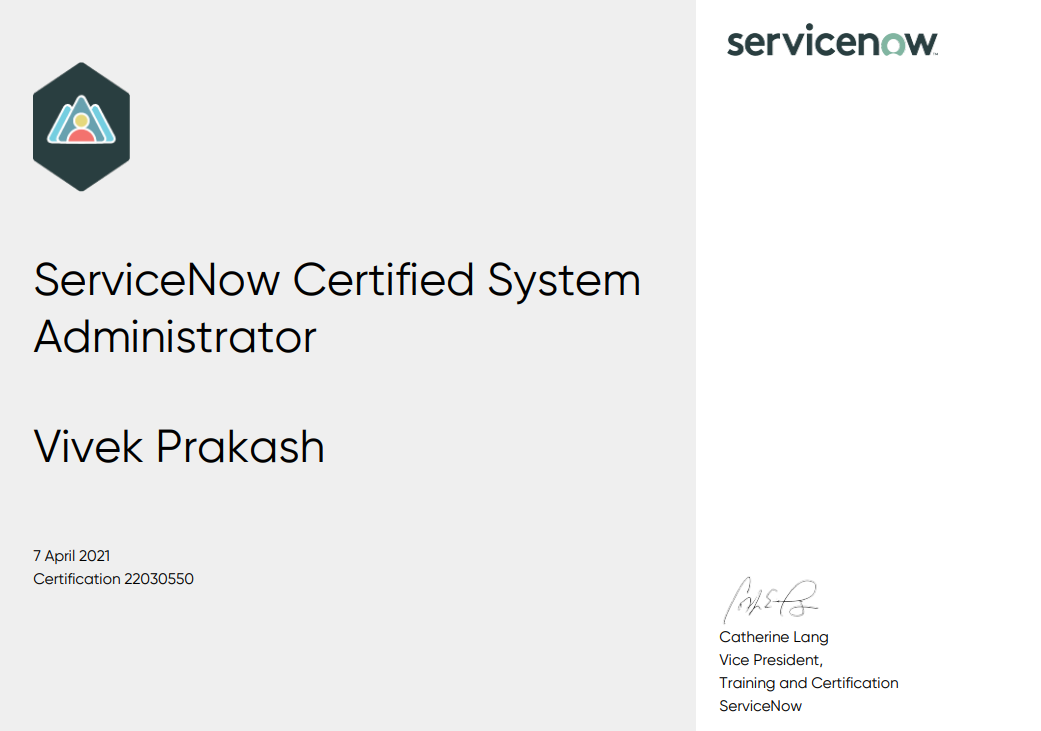 servicenow
ServiceNow Certified System
Administrator
Vivek Prakash
7 April 2021
Certification 22030550
Catherine Lang
Vice President,
Training and Certification
ServiceNow